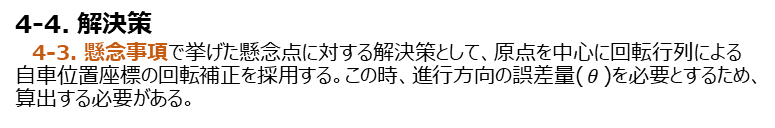 4-4. 解決策
4-3. 懸念事項で挙げた懸念点に対する解決策として、原点を中心に回転行列による
自車位置座標の回転補正を採用する。この時、進行方向の誤差量(θ)を必要とするため、
算出する必要がある。